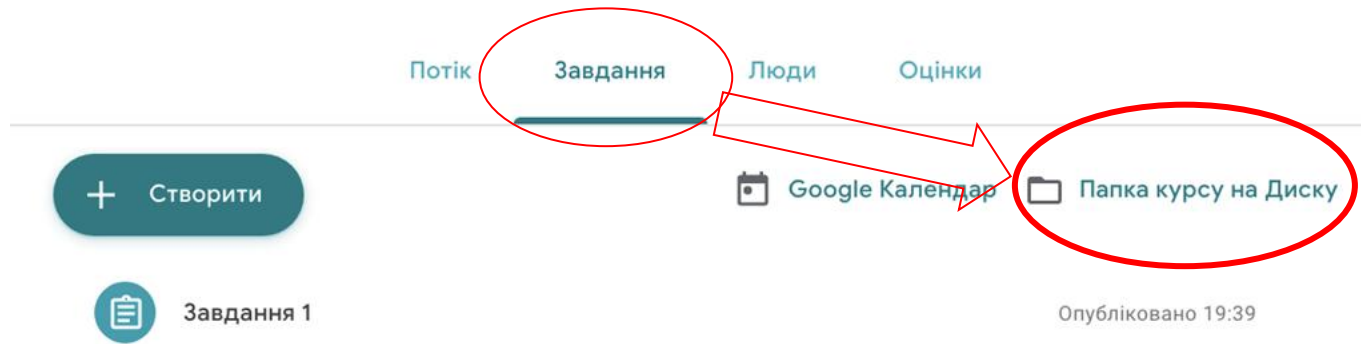 Потік Завдання Люди Оцінки
+ Створити Google Календар Папка курсу на Диску
Завдання 1 Опубліковано 19:39